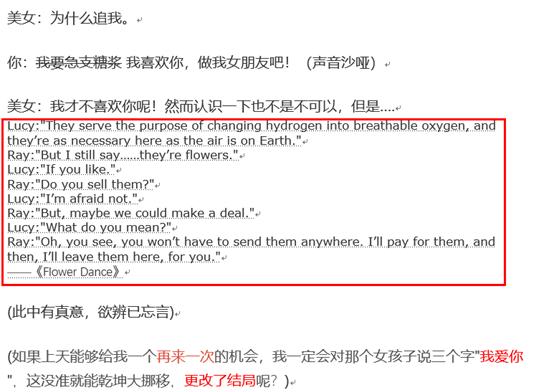 美女：为什么追我。
你：我要急支糖浆 我喜欢你，做我女朋友吧！（声音沙哑）
美女：我才不喜欢你呢！然而认识一下也不是不可以，但是....
Lucy:"They serve the purpose of changing hydrogen into breathable oxygen, and
they’re as necessary here as the air is on Earth."
Ray:"But I still say......they’re flowers."
Lucy:"If you like."
Ray:"Do you sell them?"
Lucy:"I’m afraid not."
Ray:"But, maybe we could make a deal."
Lucy:"What do you mean?"
Ray:"Oh, you see, you won’t have to send them anywhere. I’ll pay for them, and
then, I’ll leave them here, for you."
——《Flower Dance》
(此中有真意，欲辨已忘言)
(如果上天能够给我一个再来一次的机会，我一定会对那个女孩子说三个字"我爱你
"，这没准就能乾坤大挪移，更改了结局呢？)